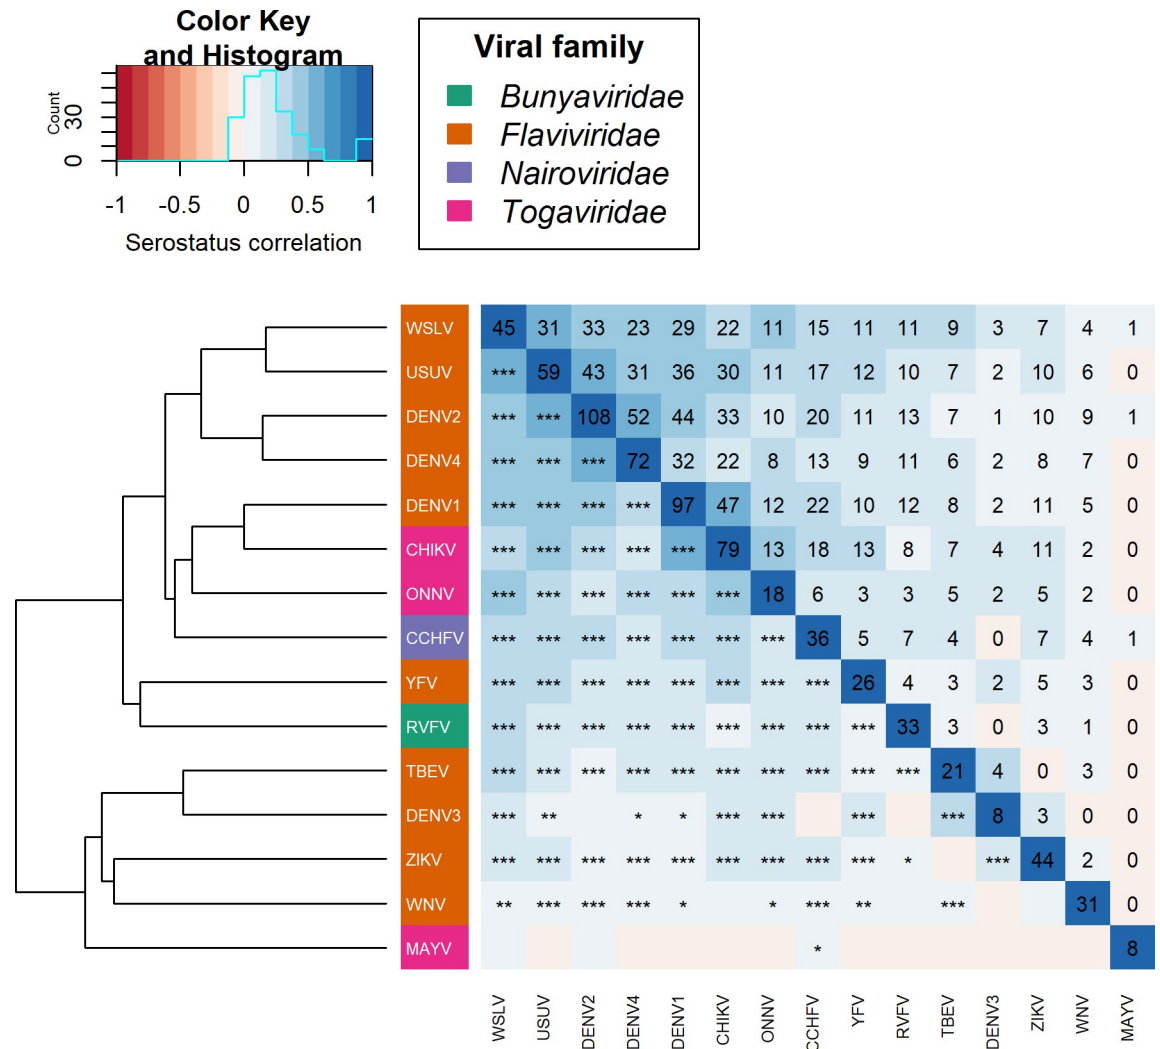 Color Key
and Histogram
Count
0 30
-1 -0.5 0 0.5 1
Serostatus correlation
Viral family
Bunyaviridae
Flaviviridae
Nairoviridae
Togaviridae
WSLV 45 31 33 23 29 22 11 15 11 11 9 3 7 4 1
USUV *** 59 43 31 36 30 11 17 12 10 7 2 10 6 0
DENV2 *** *** 108 52 44 33 10 20 11 13 7 1 10 9 1
DENV4 *** *** *** 72 32 22 8 13 9 11 6 2 8 7 0
DENV1 *** *** *** *** 97 47 12 22 10 12 8 2 11 5 0
CHIKV *** *** *** *** *** 79 13 18 13 8 7 4 11 2 0
ONNV *** *** *** *** *** *** 18 6 3 3 5 2 5 2 0
CCHFV *** *** *** *** *** *** *** 36 5 7 4 0 7 4 1
YFV *** *** *** *** *** *** *** *** 26 4 3 2 5 3 0
RVFV *** *** *** *** *** *** *** *** *** 33 3 0 3 1 0
TBEV *** *** *** *** *** *** *** *** *** *** 21 4 0 3 0
DENV3 *** ** * * *** *** *** *** 8 3 0 0
ZIKV *** *** *** *** *** *** *** *** *** * *** 44 2 0
WNV ** *** *** *** * * *** ** *** 31 0
MAYV * 8
WSLV USUV DENV2 DENV4 DENV1 CHIKV ONNV CCHFV YFV RVFV TBEV DENV3 ZIKV WNV MAYV